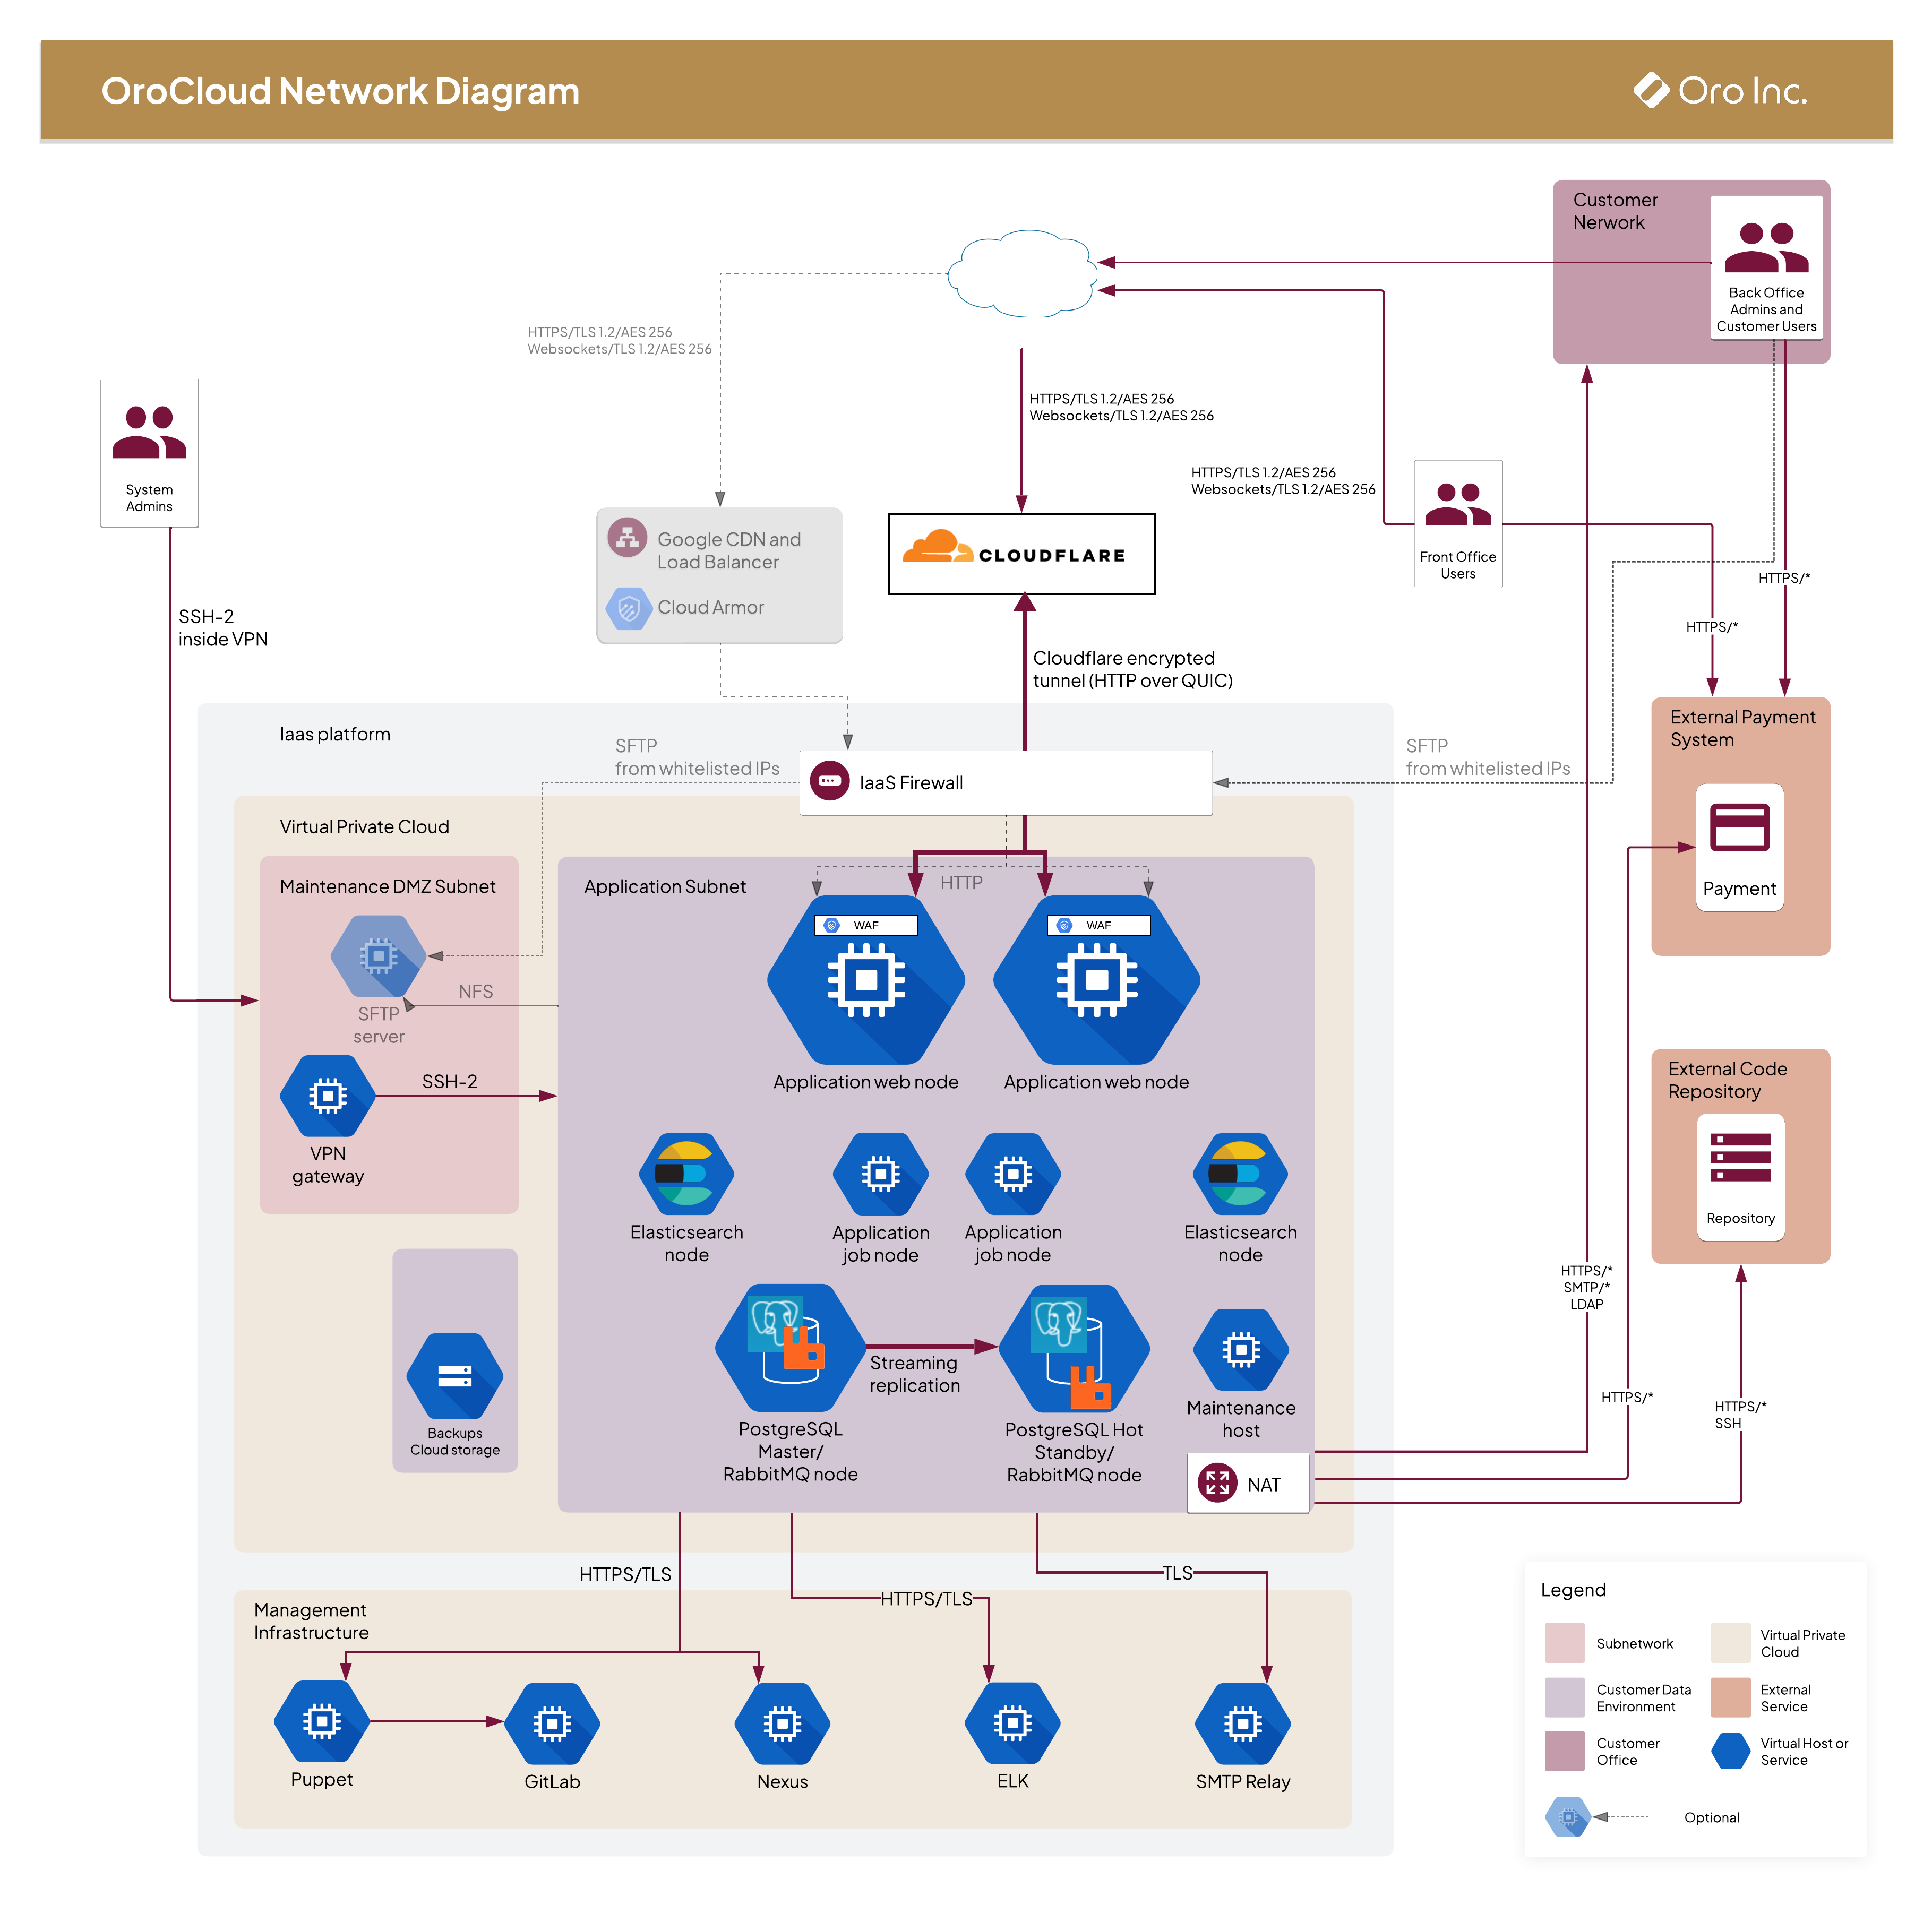 OroCloud Network Diagram
Oro Inc.
Customer
Nerwork
Back Office
Admins and
Customer Users
HTTPS/TLS 1.2/AES 256
Websockets/TLS 1.2/AES 256
HTTPS/TLS 1.2/AES 256
Websockets/TLS 1.2/AES 256
HTTPS/TLS 1.2/AES 256
Websockets/TLS 1.2/AES 256
System
Admins
Google CDN and
Load Balancer
Cloud Armor
CLOUDFLARE
Front Office
Users
HTTPS/*
HTTPS/*
SSH-2
inside VPN
Cloudflare encrypted
tunnel (HTTP over QUIC)
Iaas platform
SFTP
from whitelisted IPs
IaaS Firewall
SFTP
from whitelisted IPs
External Payment
System
Payment
Virtual Private Cloud
Maintenance DMZ Subnet
Application Subnet
HTTP
WAF
WAF
NFS
SFTP
server
SSH-2
VPN
gateway
Application web node
Application web node
External Code
Repository
Repository
Elasticsearch
node
Application
job node
Application
job node
Elasticsearch
node
HTTPS/*
SMTP/*
LDAP
Streaming
replication
Backups
Cloud storage
PostgreSQL
Master/
RabbitMQ node
PostgreSQL Hot
Standby/
RabbitMQ node
Maintenance
host
HTTPS/*
HTTPS/*
SSH
NAT
HTTPS/TLS
HTTPS/TLS
TLS
Management
Infrastructure
Puppet
GitLab
Nexus
ELK
SMTP Relay
Legend
Subnetwork
Virtual Private
Cloud
Customer Data
Environment
External
Service
Customer
Office
Virtual Host or
Service
Optional